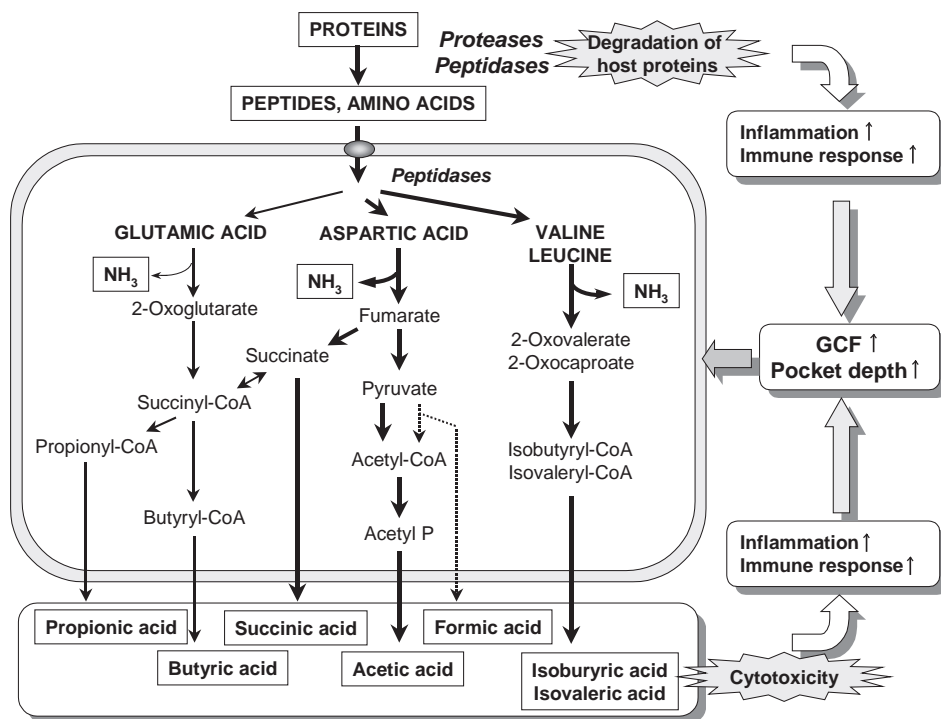 PROTEINS
Proteases
Peptidases
Degradation of
host proteins
PEPTIDES, AMINO ACIDS
Inflammation ↑
Immune response ↑
Peptidases
GLUTAMIC ACID
ASPARTIC ACID
VALINE
LEUCINE
NH₃
NH₃
NH₃
2-Oxoglutarate
Fumarate
2-Oxovalerate
2-Oxocaproate
GCF ↑
Pocket depth ↑
Succinate
Succinyl-CoA
Pyruvate
Propionyl-CoA
Acetyl-CoA
Isobutyryl-CoA
Isovaleryl-CoA
Butyryl-CoA
Acetyl P
Inflammation ↑
Immune response ↑
Propionic acid
Succinic acid
Formic acid
Butyric acid
Acetic acid
Isoburyric acid
Isovaleric acid
Cytotoxicity